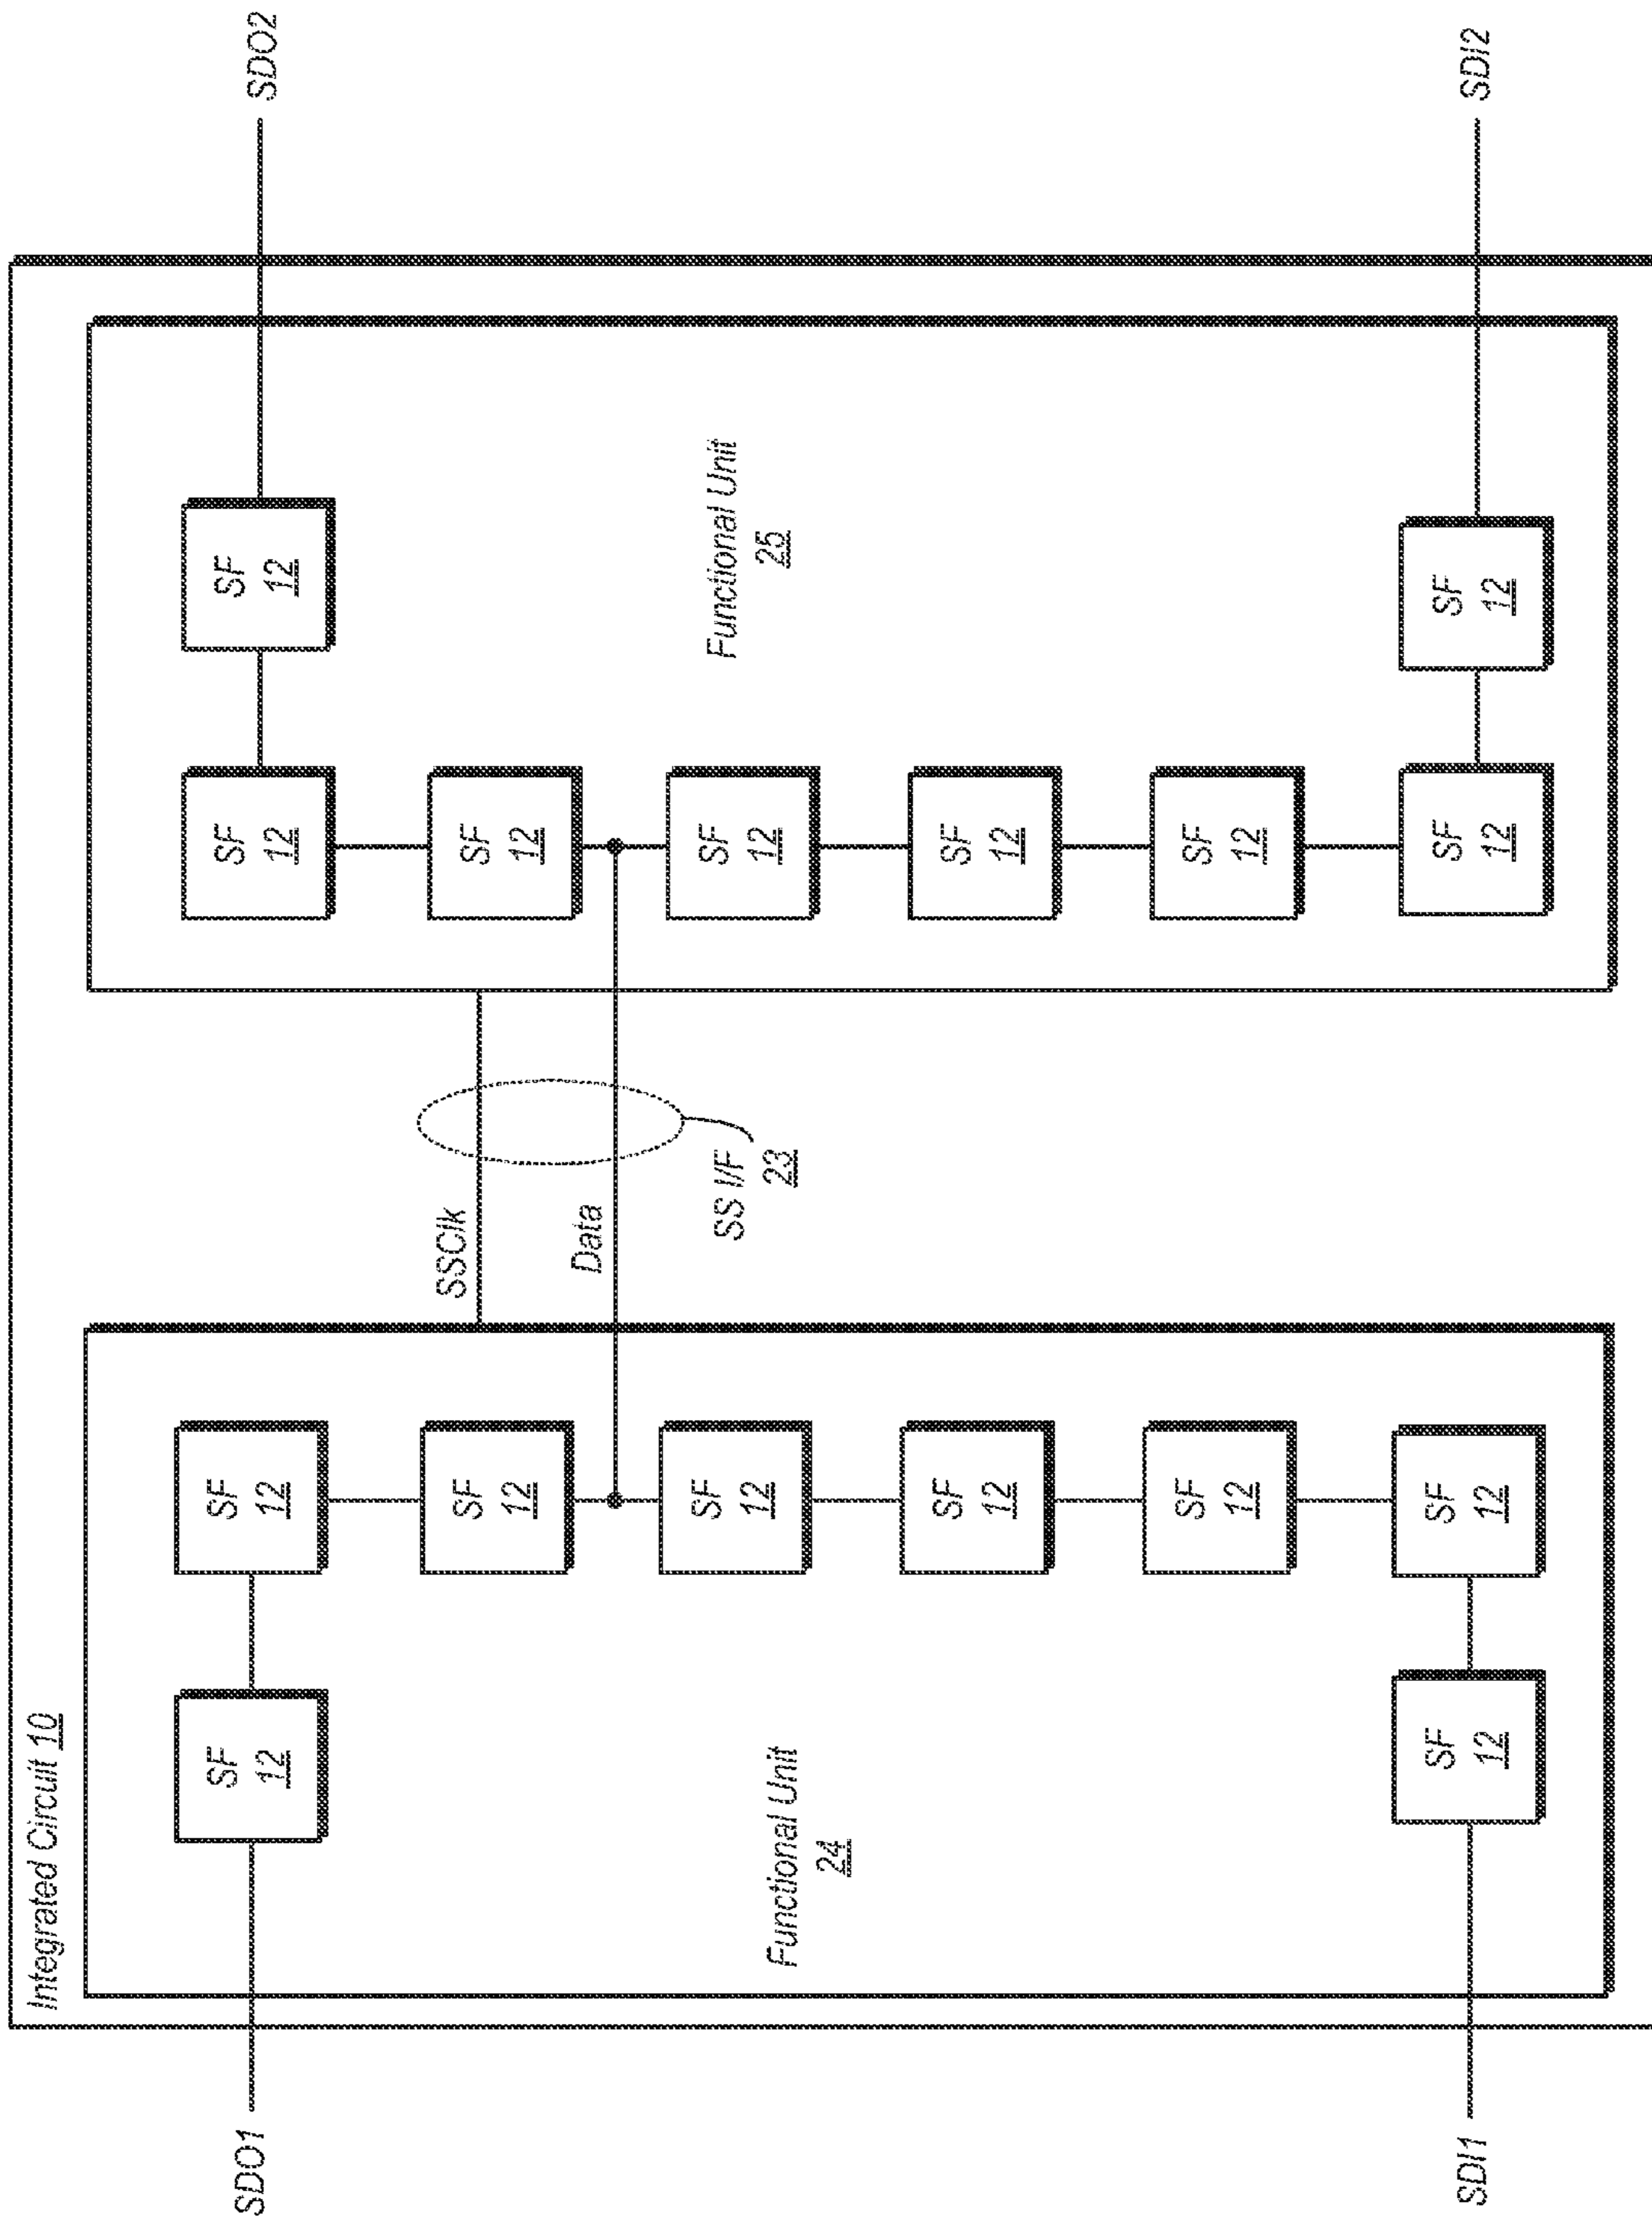 Integrated Circuit 10
SDO1
SF
12
SF
12
SF
12
SF
12
SDO2
SSClk
SF
12
SF
12
Data
SF
12
SS I/F
23
SF
12
Functional Unit
25
Functional Unit
24
SF
12
SF
12
SF
12
SF
12
SDI1
SF
12
SF
12
SF
12
SF
12
SDI2